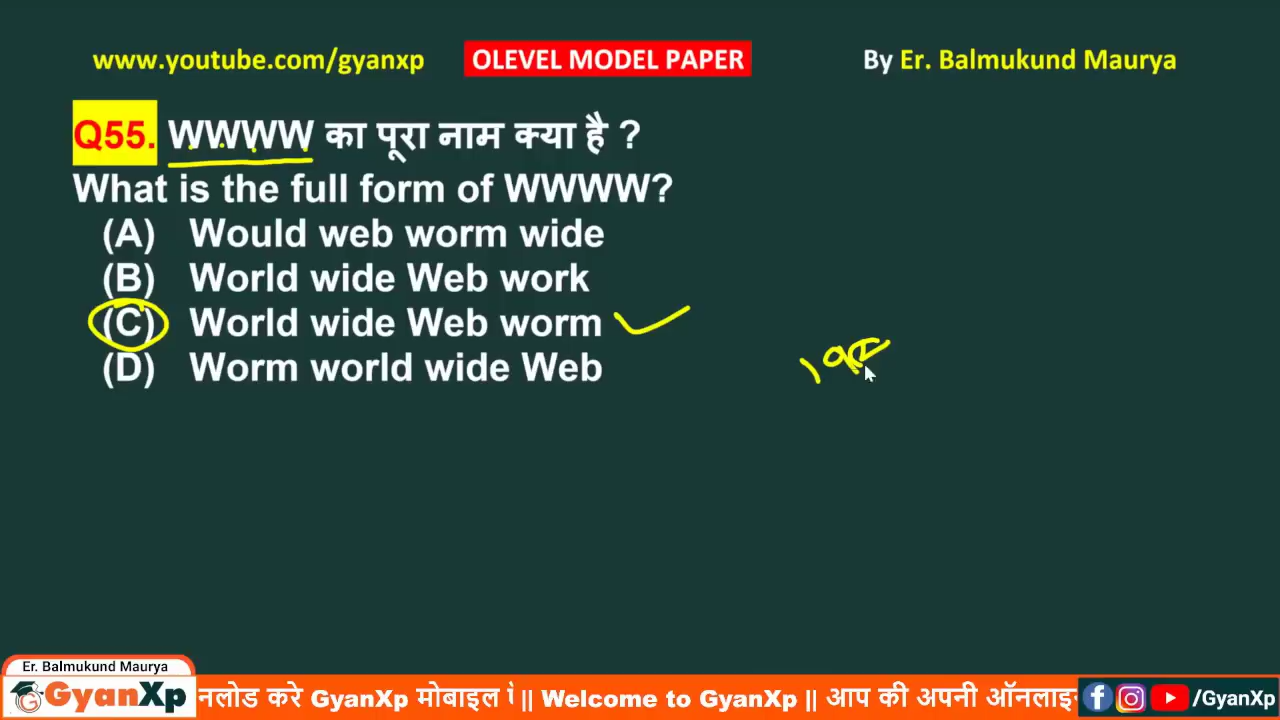 www.youtube.com/gyanxp OLEVEL MODEL PAPER By Er. Balmukund Maurya
Q55. WWWW का पूरा नाम क्या है ?
What is the full form of WWWW?
(A) Would web worm wide
(B) World wide Web work
(C) World wide Web worm
(D) Worm world wide Web
Er. Balmukund Maurya
GyanXp नलोड करे GyanXp मोबाइल ऐ || Welcome to GyanXp || आप की अपनी ऑनलाइन /GyanXp